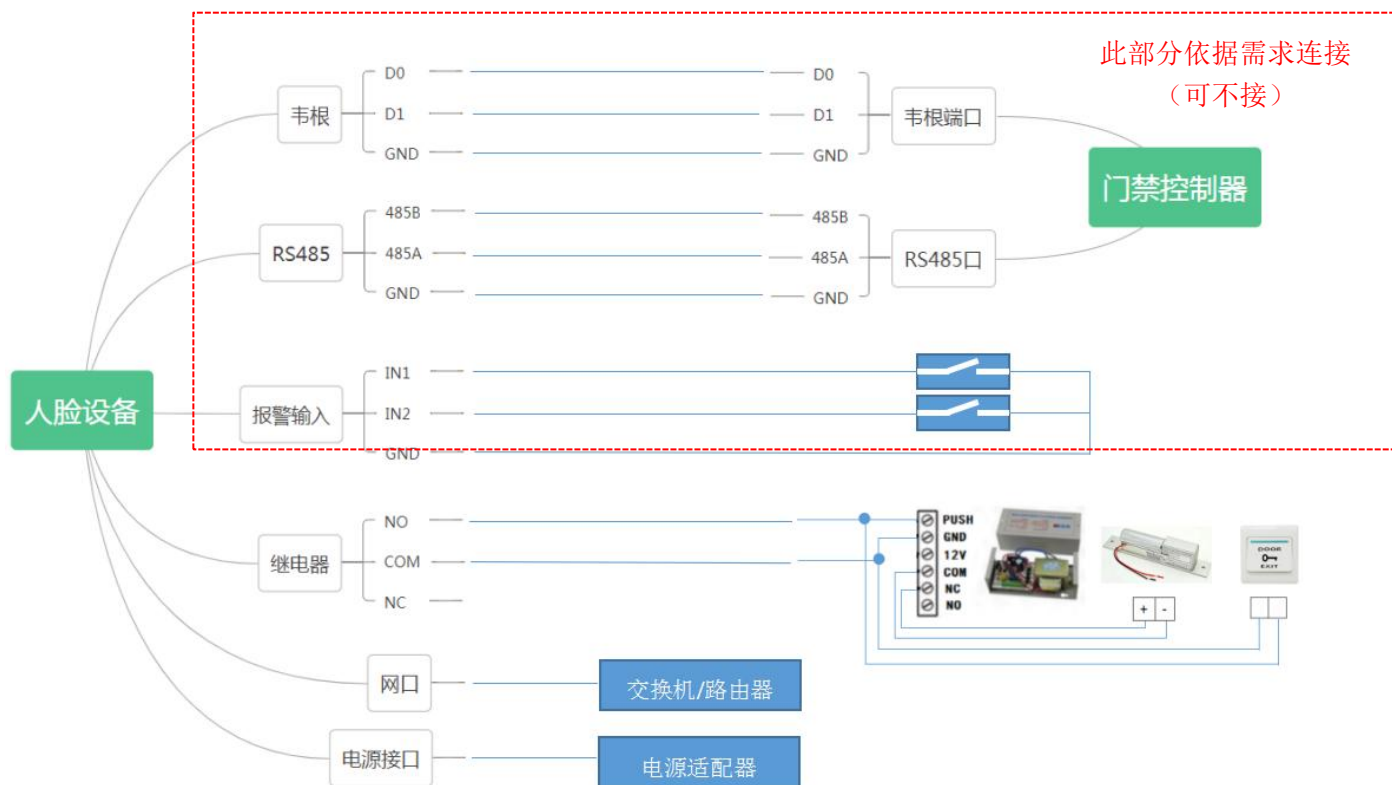 此部分依据需求连接
（可不接）
韦根
D0
D1
GND
D0
D1
GND
韦根端口
门禁控制器
RS485
485B
485A
GND
485B
485A
GND
RS485口
人脸设备
报警输入
IN1
IN2
GND
继电器
NO
COM
NC
PUSH
GND
12V
COM
NC
NO
DOOR
EXIT
+ -
网口
交换机/路由器
电源接口
电源适配器